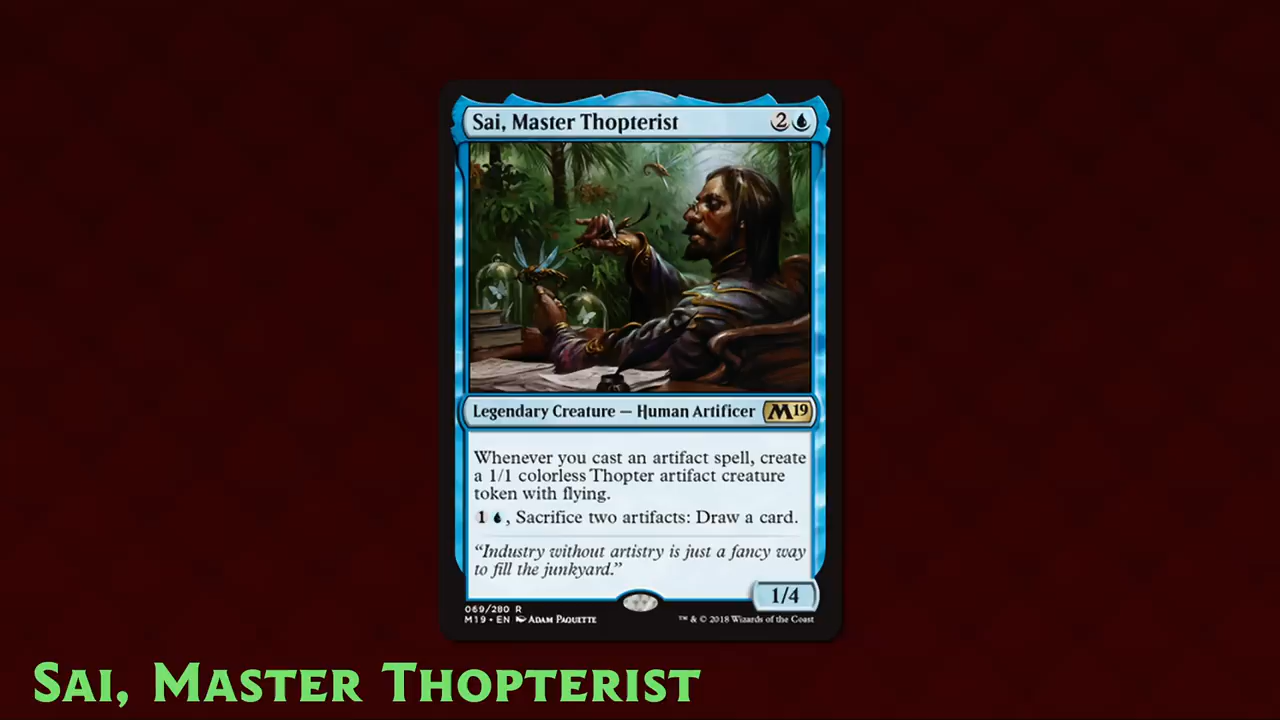 Sai, Master Thopterist 2
Legendary Creature — Human Artificer M19
Whenever you cast an artifact spell, create
a 1/1 colorless Thopter artifact creature
token with flying.
1 , Sacrifice two artifacts: Draw a card.
“Industry without artistry is just a fancy way
to fill the junkyard.”
1/4
069/280 R
M19 • EN Adam Paquette ™ & © 2018 Wizards of the Coast
Sai, Master Thopterist